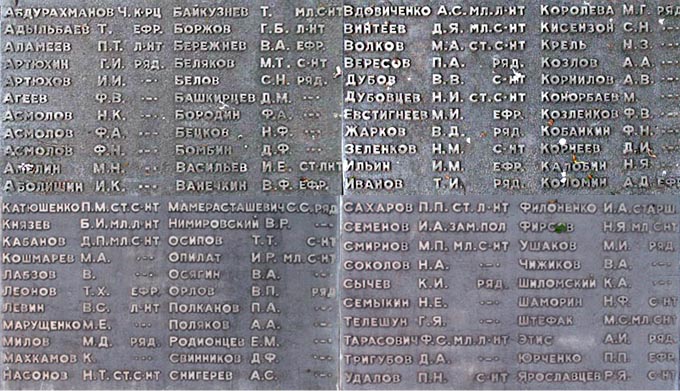 АБДУРАХМАНОВ Ч. К-РЦ БАЙКУЗНЕВ Т. МЛ.С-НТ
АДЫЛЬБАЕВ Т. ЕФР. БОРЖОВ Г.Б. Л-НТ
АЛАМЕЕВ П.Т. Л-НТ БЕРЕЖНЕВ В.А. ЕФР.
АРТЮХИН Г.И. РЯД. БЕЛЯКОВ М.Т. С-НТ
АРТЮХОВ И.И. --- БЕЛОВ С.Н. РЯД.
АГЕЕВ Ф.В. --- БАШКИРЦЕВ Д.М. ---
АСМОЛОВ Н.К. --- БОРОДИН Ф.А. ---
АСМОЛОВ Ф.А. --- БЕЦКОВ Н.Ф. ---
АСМОЛОВ Ф.Н. --- БОМБИН Д.Ф. ---
М.Н. --- ВАСИЛЬЕВ И.Е. СТ.Л-НТ
И.К. --- ВАНЕЧКИН В.Ф. ЕФР.
ВДОВИЧЕНКО А.С. МЛ.Л-НТ КОРОЛЕВА М.Г. РЯД.
ВИНТЕЕВ Д.Я. МЛ.Л-НТ КИСЕНЗОН С.Н. ---
ВОЛКОВ М.А. СТ.С-НТ КРЕЛЬ Н.З. ---
ВЕРЕСОВ П.А. РЯД. КОЗЛОВ А.А. ---
ДУБОВ В.В. С-НТ КОРНИЛОВ А.В. ---
ДУБОВЦЕВ Н.И. СТ.С-НТ КОНОРБАЕВ М. ---
ЕВСТИГНЕЕВ М.И. ЕФР. КОЗЛЕНКОВ Ф.В. ---
ЖАРКОВ В.Д. РЯД. КОБАНКИН Ф.Н. ---
ЗЕЛЕНКОВ Н.М. С-НТ КОРНЕЕВ Д.И. ---
ИЛЬИН И.М. ЕФР. Н.Я. ---
ИВАНОВ Т.И. РЯД. КОЛОМИН А.Д. ЕФР
КАТЮШЕНКО П.М. СТ.С-НТ МАМЕРАСТАШЕВИЧ С.С. РЯД
КНЯЗЕВ Б.И. МЛ.Л-НТ НИМИРОВСКИЙ В.Р. ---
КАБАНОВ Д.П. МЛ.С-НТ ОСИПОВ Т.Т. С-НТ
КОШМАРЕВ М.А. --- ОПИЛАТ И.Р. МЛ.С-НТ
ЛАБЗОВ В. --- ОСЯГИН В.А. ---
ЛЕОНОВ Т.Х. ЕФР. ОРЛОВ В.П. РЯД
ЛЕВИН В.С. Л-НТ ПОЛКАНОВ П.А. ---
МАРУЩЕНКО М.Е. --- ПОЛЯКОВ А.А. ---
МИЛОВ М.Д. РЯД. РОДИОНЦЕВ Е.М. ---
МАХКАМОВ К. --- СВИННИКОВ Д.Ф. ---
НАСОНОВ Н.Т. СТ.С-НТ СНИГЕРЕВ А.С. ---
САХАРОВ П.П. СТ.Л-НТ ФИЛОНЕНКО И.А. СТАРШ
СЕМЕНОВ И.А. ЗАМ.ПОЛ ФИРСОВ Н.Я. МЛ.С-НТ
СМИРНОВ М.П. МЛ.С-НТ УШАКОВ М.И. РЯД
СОКОЛОВ Н.А. --- ЧИЖИКОВ В.А. ---
СЫЧЕВ К.И. РЯД. ШИЛОМСКИЙ К.А. ---
СЕМЫКИН Н.Е. --- ШАМОРИН Н.Ф. С-НТ
ТЕЛЕШУН Г.Я. --- ШТЕФАК М.С. МЛ.С-НТ
ТАРАСОВИЧ Ф.С. МЛ.Л-НТ ЭТИС А.И. РЯД
ТРИГУБОВ Д.А. --- ЮРЧЕНКО П.П. ЕФР
УДАЛОВ П.Н. С-НТ ЯРОСЛАВЦЕВ Р.Я. С-НТ